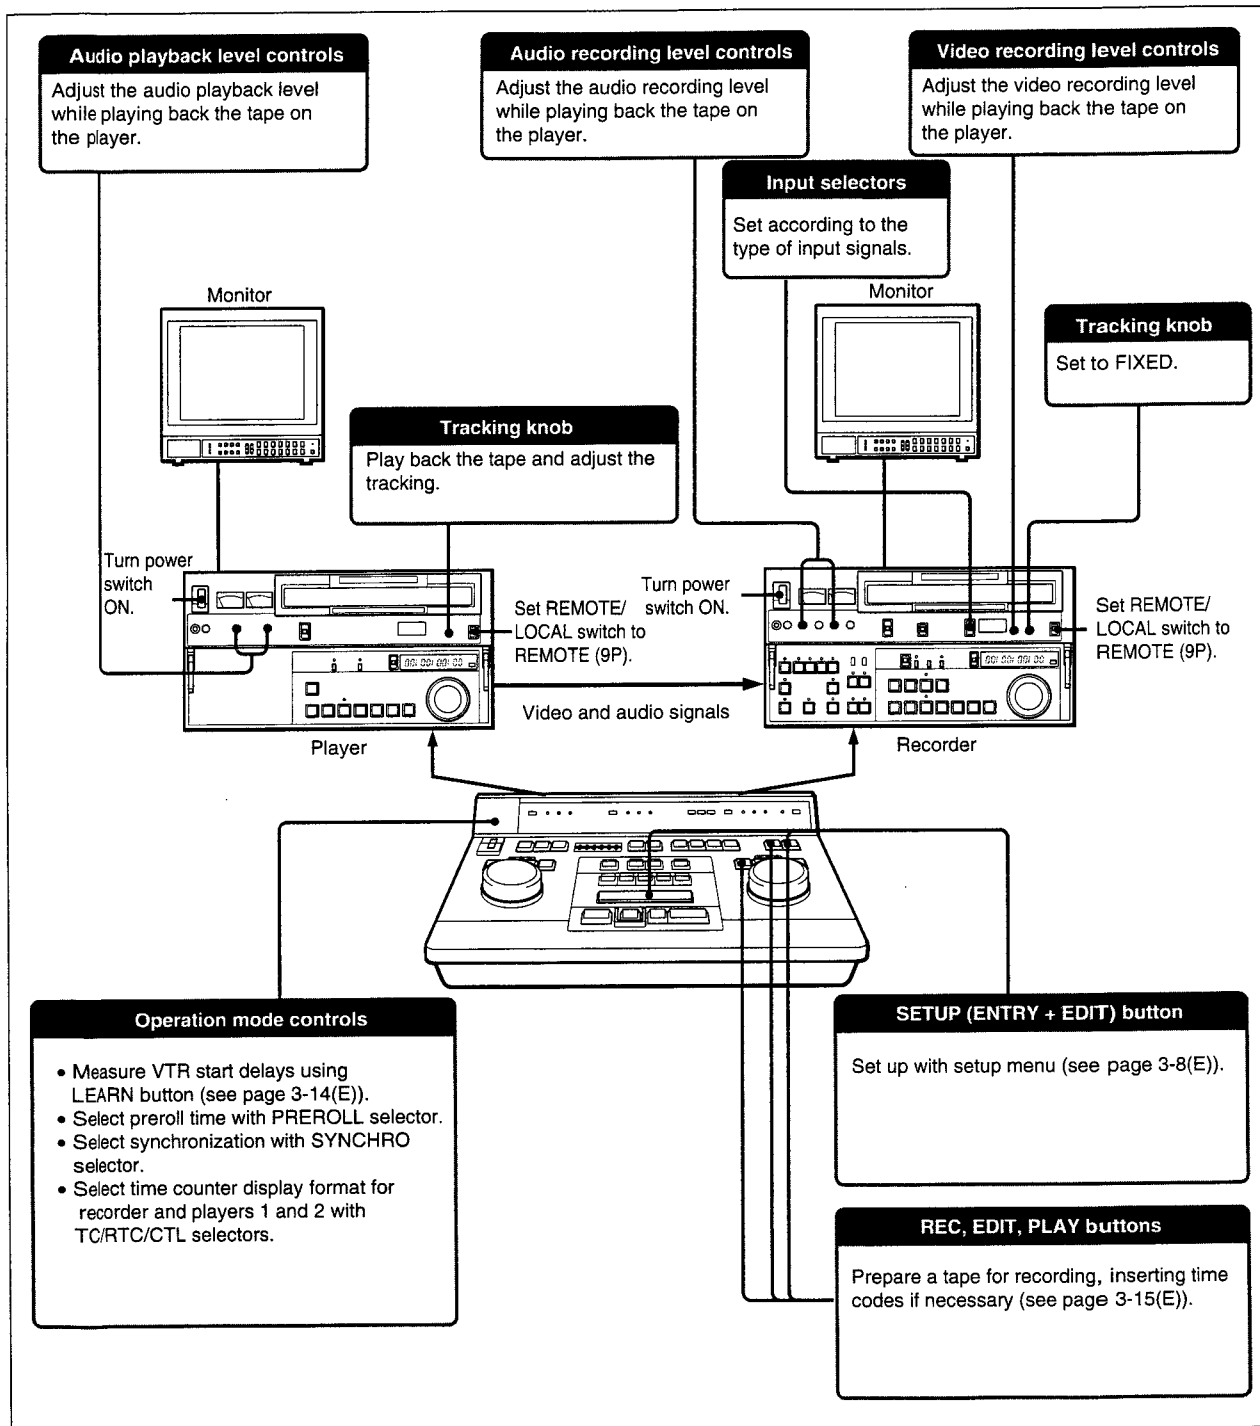 Audio playback level controls
Adjust the audio playback level
while playing back the tape on
the player.
Audio recording level controls
Adjust the audio recording level
while playing back the tape on
the player.
Video recording level controls
Adjust the video recording level
while playing back the tape on
the player.
Input selectors
Set according to the
type of input signals.
Monitor
Monitor
Tracking knob
Set to FIXED.
Tracking knob
Play back the tape and adjust the
tracking.
Turn power
switch
ON.
Set REMOTE/
LOCAL switch to
REMOTE (9P).
Turn power
switch ON.
Set REMOTE/
LOCAL switch to
REMOTE (9P).
00:00:00:00
00:00:00:00
Video and audio signals
Player
Recorder
Operation mode controls
• Measure VTR start delays using
LEARN button (see page 3-14(E)).
• Select preroll time with PREROLL selector.
• Select synchronization with SYNCHRO
selector.
• Select time counter display format for
recorder and players 1 and 2 with
TC/RTC/CTL selectors.
SETUP (ENTRY + EDIT) button
Set up with setup menu (see page 3-8(E)).
REC, EDIT, PLAY buttons
Prepare a tape for recording, inserting time
codes if necessary (see page 3-15(E)).